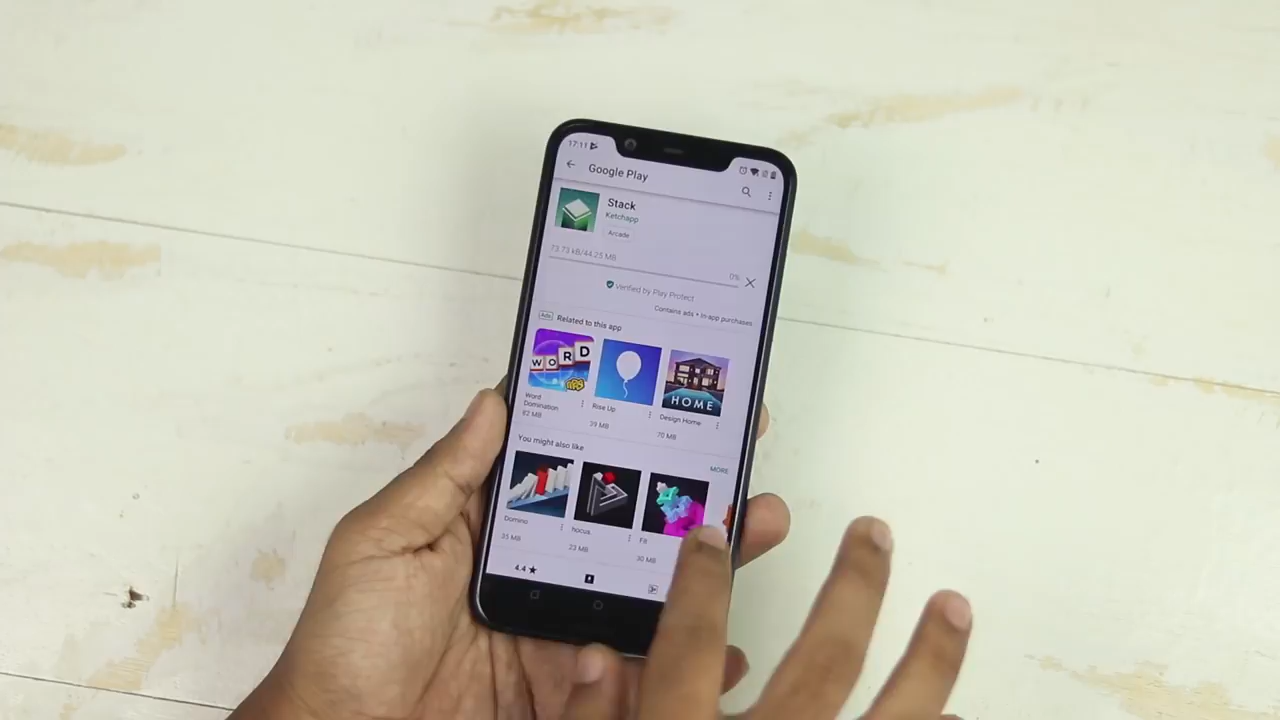 17:11
Google Play
Stack
Ketchapp
Arcade
73.73 kB/44.25 MB
0%
Verified by Play Protect
Contains ads • In-app purchases
Ads Related to this app
WORD
HOME
Word Domination
Rise Up
Design Home
82 MB
39 MB
70 MB
You might also like
MORE
Domino
hocus.
Fit
35 MB
23 MB
30 MB
4.4 ★